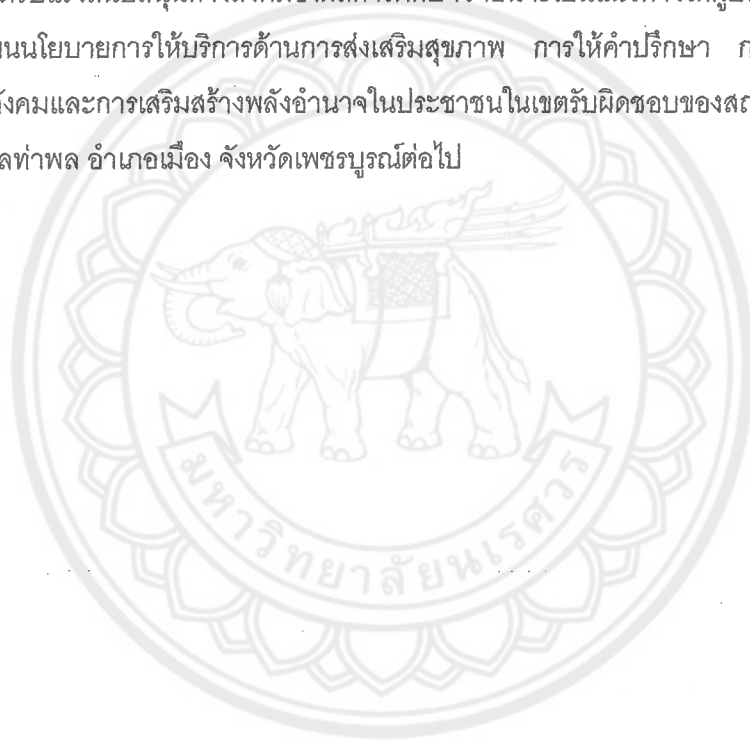 นนโยบายการให้บริการด้านการส่งเสริมสุขภาพ การให้คำปรึกษา ก
ังคมและการเสริมสร้างพลังอำนาจในประชาชนในเขตรับผิดชอบของสถ
ลท่าพล อำเภอเมือง จังหวัดเพชรบูรณ์ต่อไป
มหาวิทยาลัยนเรศวร